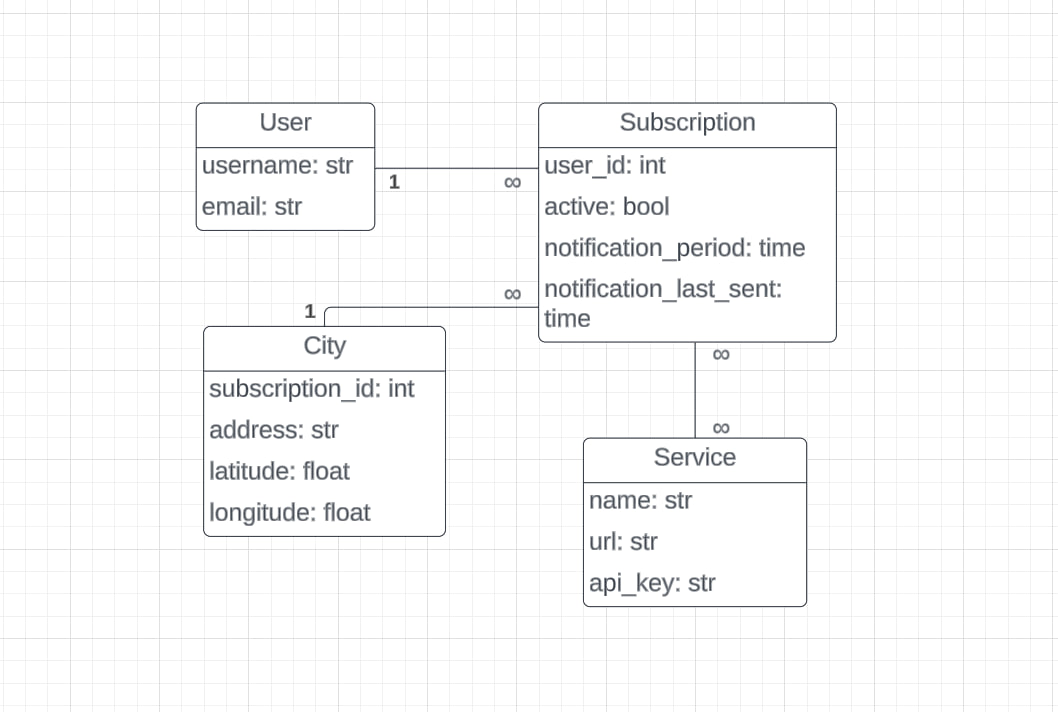 User
username: str
email: str
1
∞
Subscription
user_id: int
active: bool
notification_period: time
notification_last_sent:
time
∞
1
City
subscription_id: int
address: str
latitude: float
longitude: float
∞
∞
Service
name: str
url: str
api_key: str